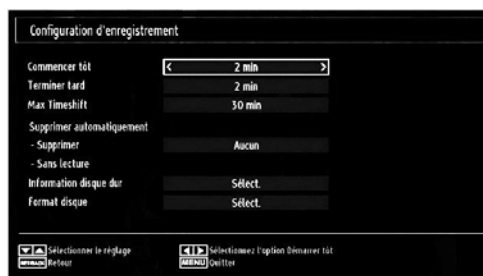 Configuration d'enregistrement
Commencer tôt < 2 min >
Terminer tard 2 min
Max Timeshift 30 min
Supprimer automatiquement
- Supprimer Aucun
- Sans lecture
Information disque dur Sélect.
Format disque Sélect.
Sélectionner le réglage Sélectionnez l'option Démarrer tôt
Retour MENU Quitter